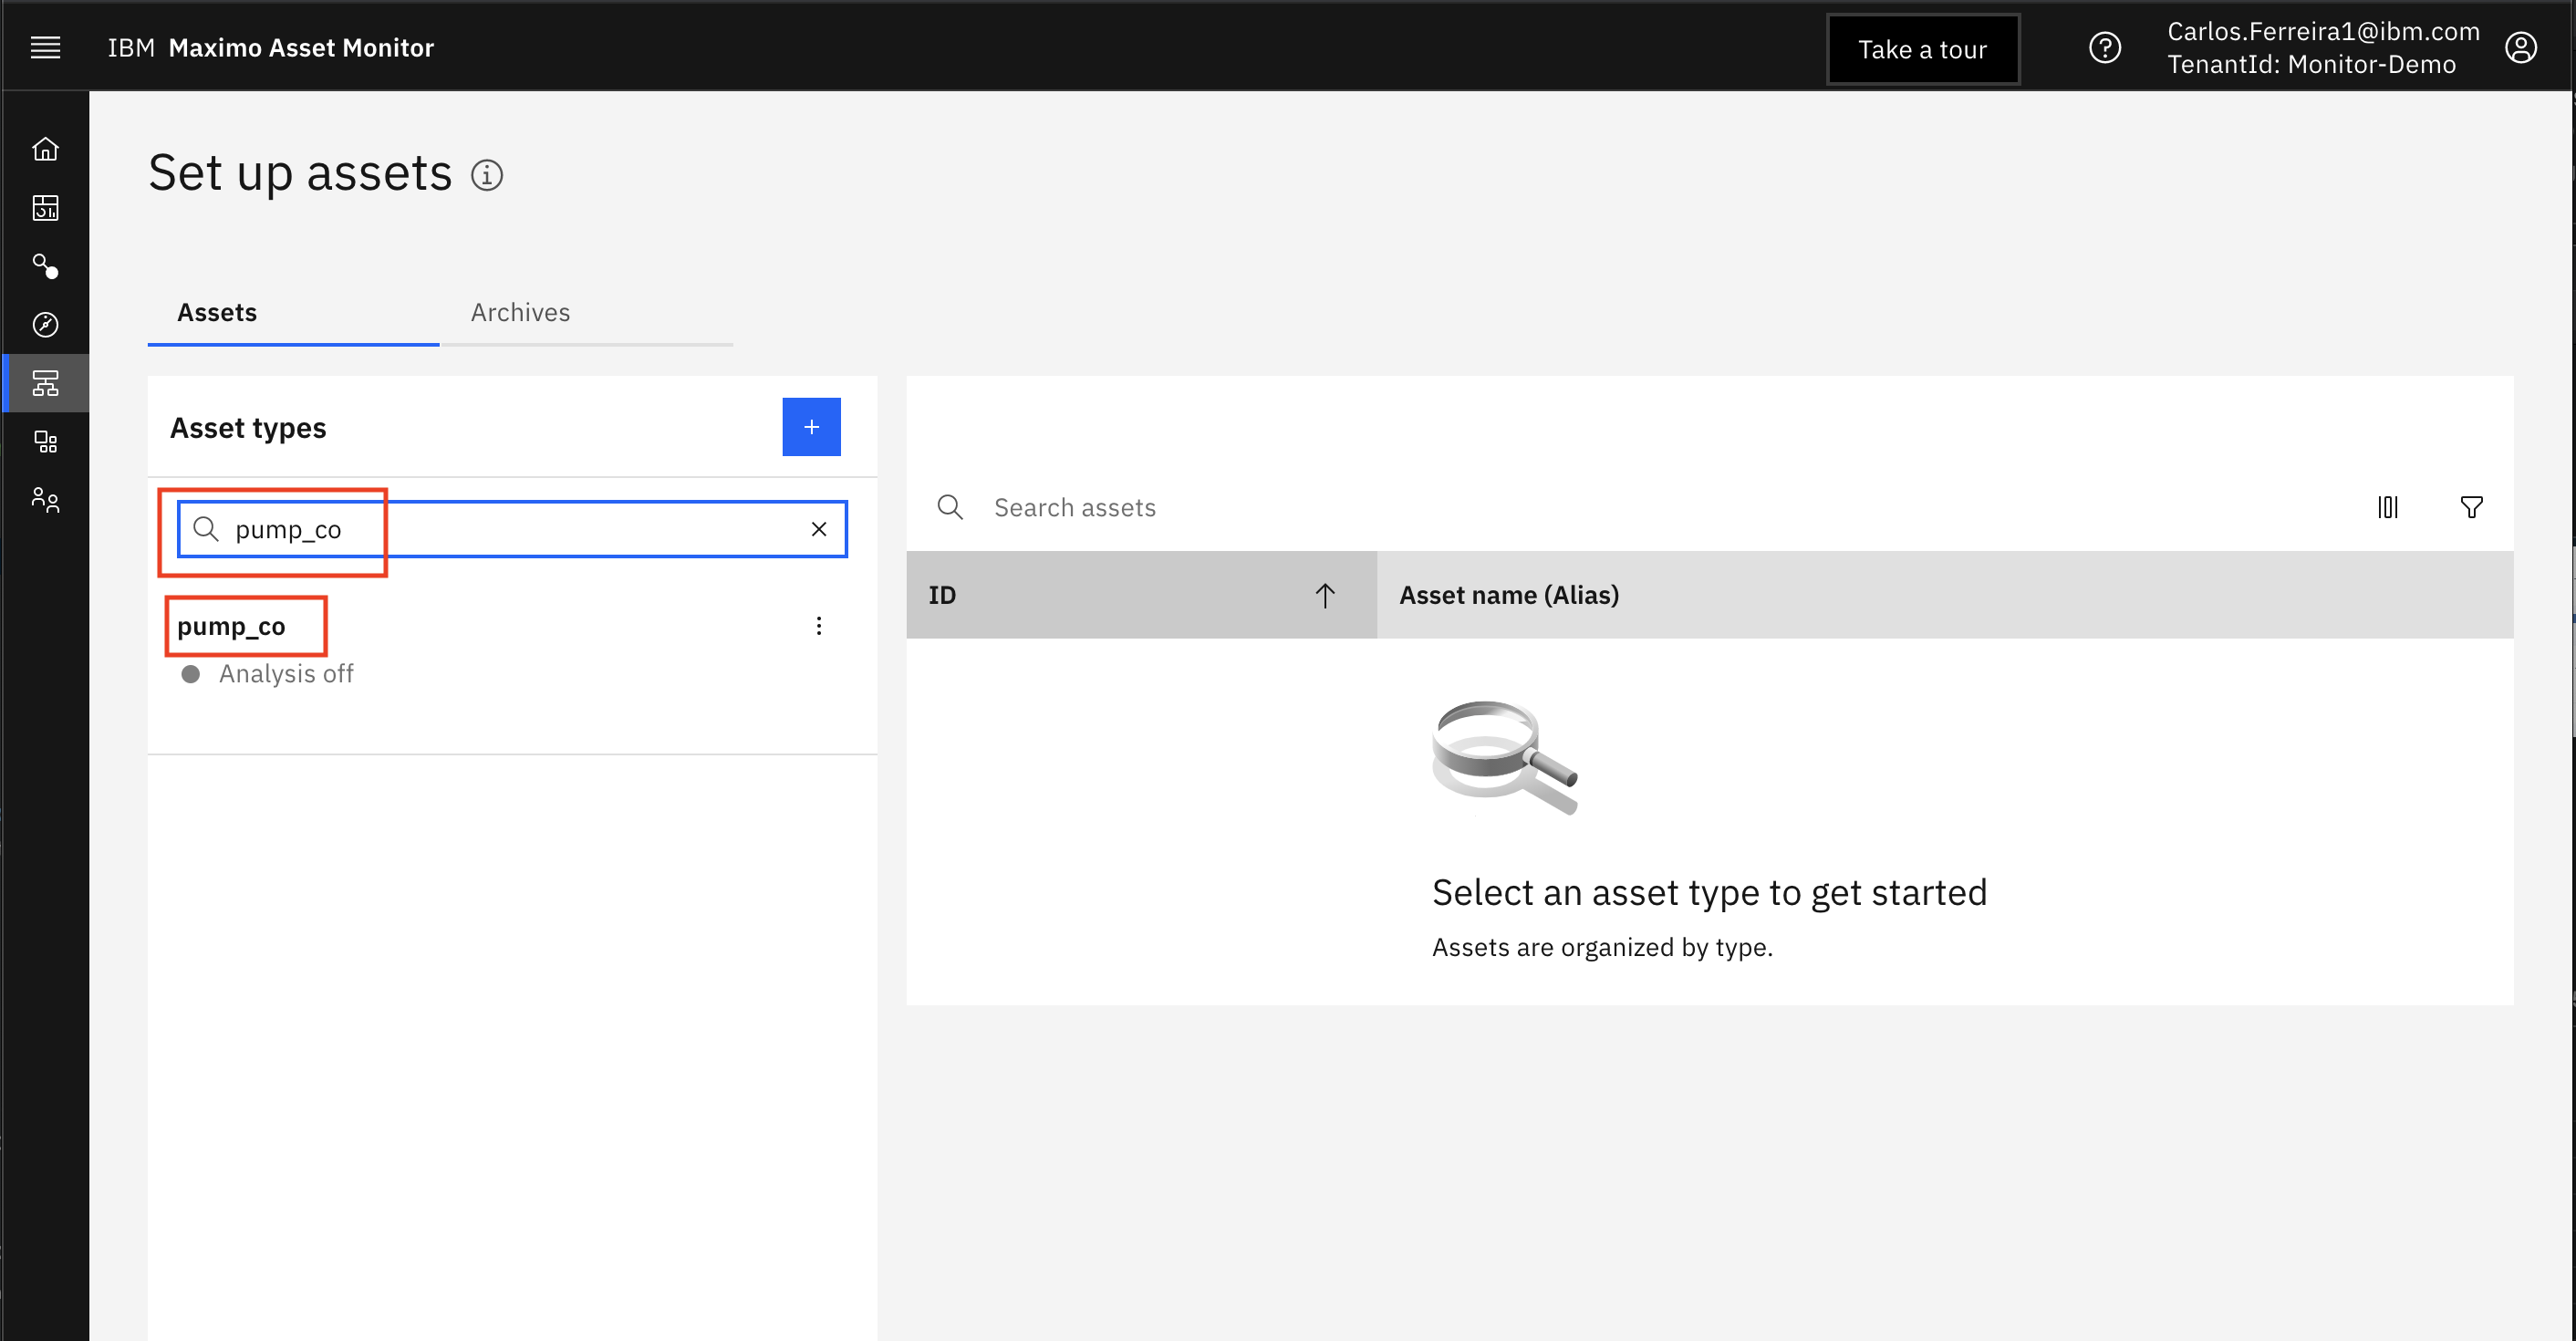 IBM Maximo Asset Monitor
Take a tour
Carlos.Ferreira1@ibm.com
TenantId: Monitor-Demo
Set up assets
Assets
Archives
Asset types
pump_co
Search assets
pump_co
Analysis off
ID
Asset name (Alias)
Select an asset type to get started
Assets are organized by type.